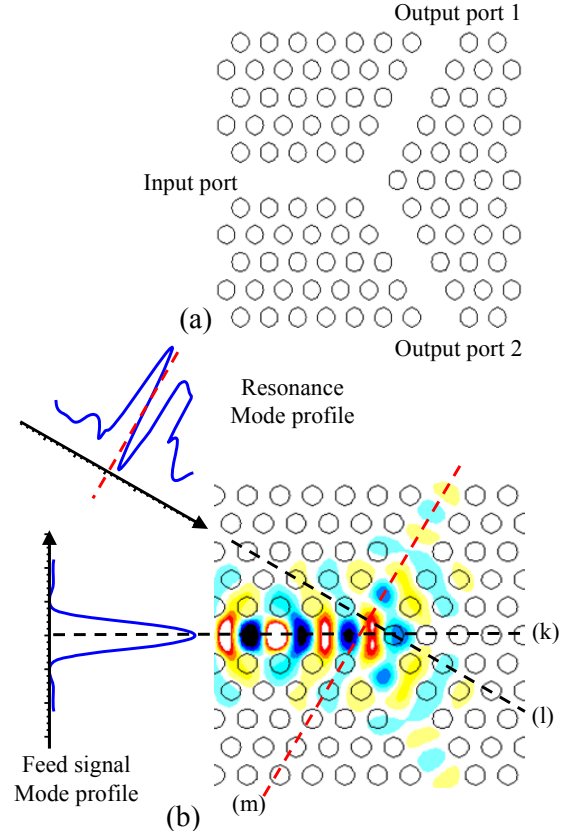 Output port 1
Input port
(a)
Output port 2
Resonance
Mode profile
(k)
(l)
Feed signal
Mode profile
(b)
(m)